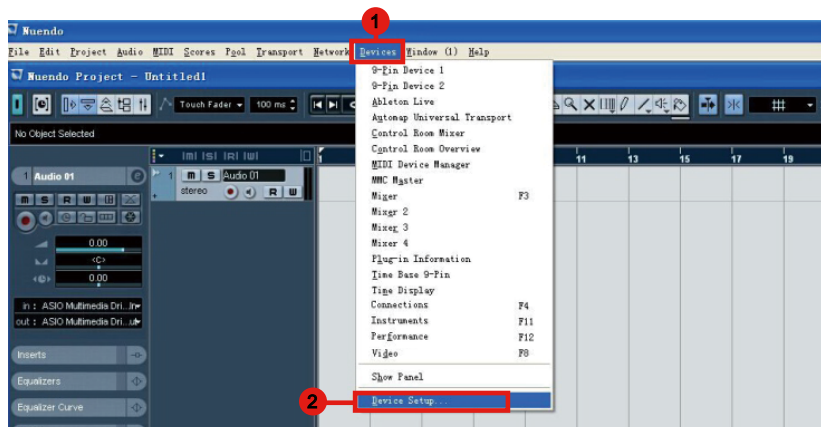 1
Nuendo
File Edit Project Audio MIDI Scores Pool Transport Network Devices Window (1) Help
Nuendo Project - Untitled1
Touch Fader 100 ms
No Object Selected
11 13 15 17 19
1 Audio 01
m S R W
0.00
<C>
0.00
in : ASIO Multimedia Dri..In
out : ASIO Multimedia Dri..ut
Inserts
Equalizers
Equalizer Curve
1 m S Audio 01
stereo R W
9-Pin Device 1
9-Pin Device 2
Ableton Live
Automap Universal Transport
Control Room Mixer
Control Room Overview
MIDI Device Manager
MMC Master
Mixer F3
Mixer 2
Mixer 3
Mixer 4
Plug-in Information
Time Base 9-Pin
Time Display
Connections F4
Instruments F11
Performance F12
Video F8
Show Panel
2
Device Setup...